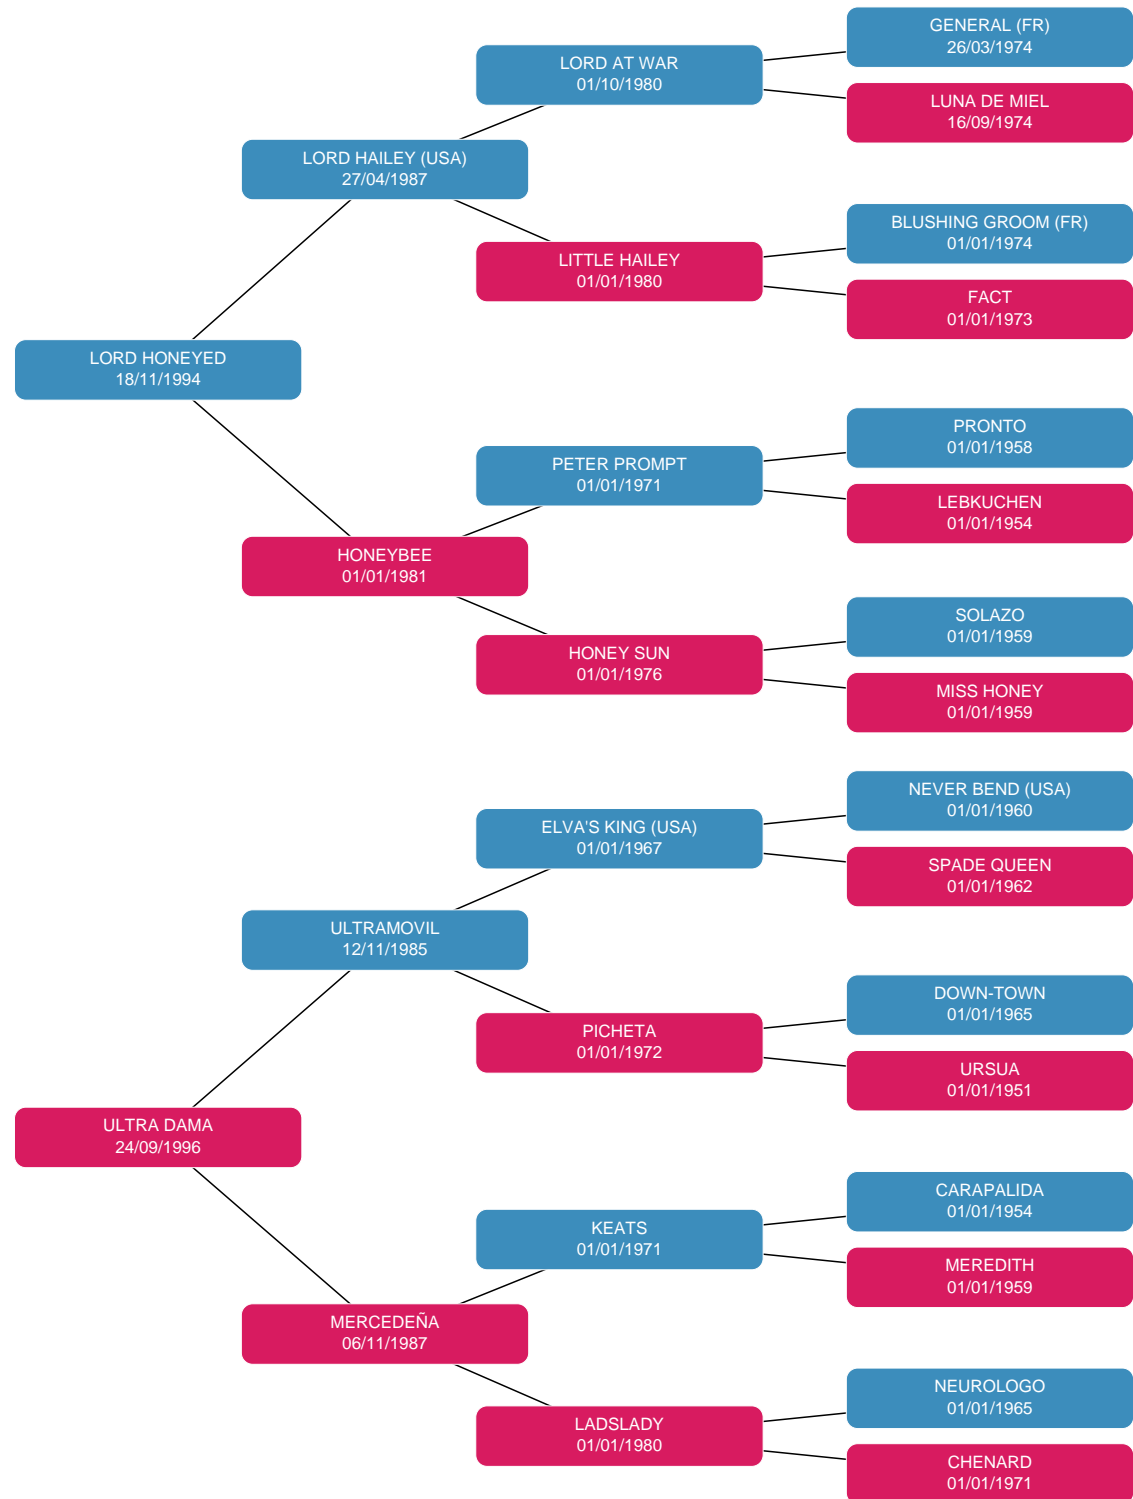 GENERAL (FR)
26/03/1974
LORD AT WAR
01/10/1980
LUNA DE MIEL
16/09/1974
LORD HAILEY (USA)
27/04/1987
BLUSHING GROOM (FR)
01/01/1974
LITTLE HAILEY
01/01/1980
FACT
01/01/1973
LORD HONEYED
18/11/1994
PRONTO
01/01/1958
PETER PROMPT
01/01/1971
LEBKUCHEN
01/01/1954
HONEYBEE
01/01/1981
SOLAZO
01/01/1959
HONEY SUN
01/01/1976
MISS HONEY
01/01/1959
NEVER BEND (USA)
01/01/1960
ELVA'S KING (USA)
01/01/1967
SPADE QUEEN
01/01/1962
ULTRAMOVIL
12/11/1985
DOWN-TOWN
01/01/1965
PICHETA
01/01/1972
URSUA
01/01/1951
ULTRA DAMA
24/09/1996
CARAPALIDA
01/01/1954
KEATS
01/01/1971
MEREDITH
01/01/1959
MERCEDEÑA
06/11/1987
NEUROLOGO
01/01/1965
LADSLADY
01/01/1980
CHENARD
01/01/1971